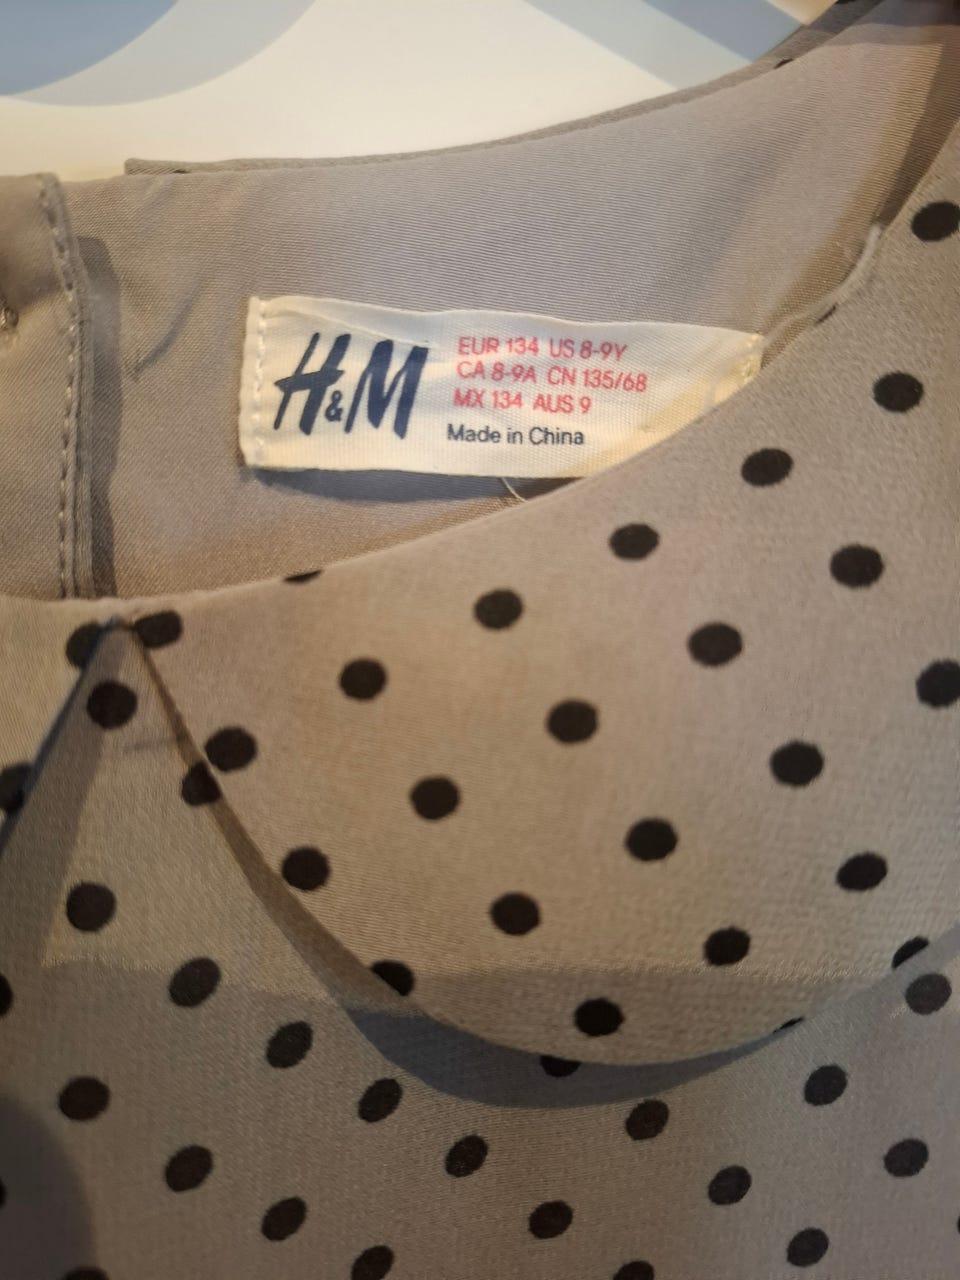 H&M
EUR 134 US 8-9Y
CA 8-9A CN 135/68
MX 134 AUS 9
Made in China